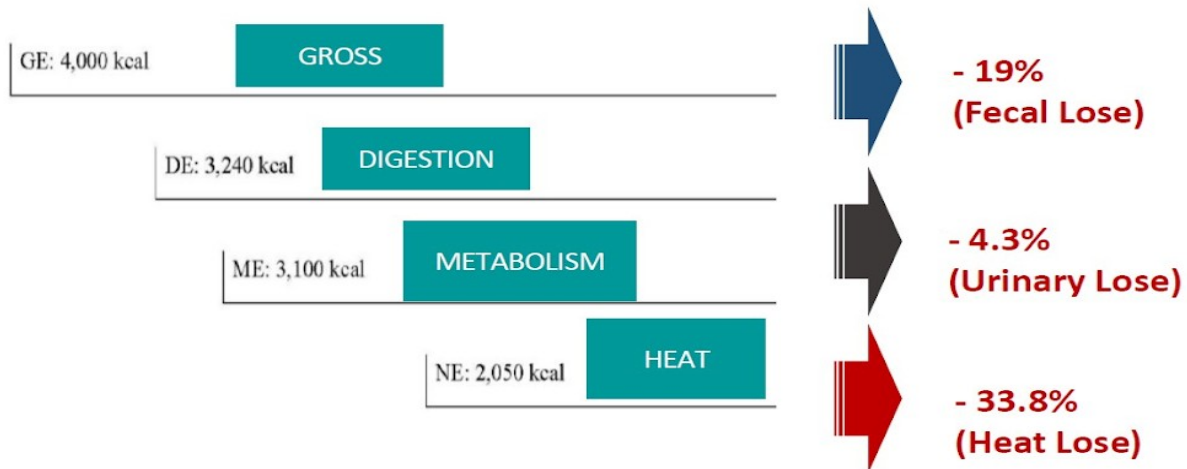 GE: 4,000 kcal
GROSS
- 19%
(Fecal Lose)
DE: 3,240 kcal
DIGESTION
ME: 3,100 kcal
METABOLISM
- 4.3%
(Urinary Lose)
NE: 2,050 kcal
HEAT
- 33.8%
(Heat Lose)